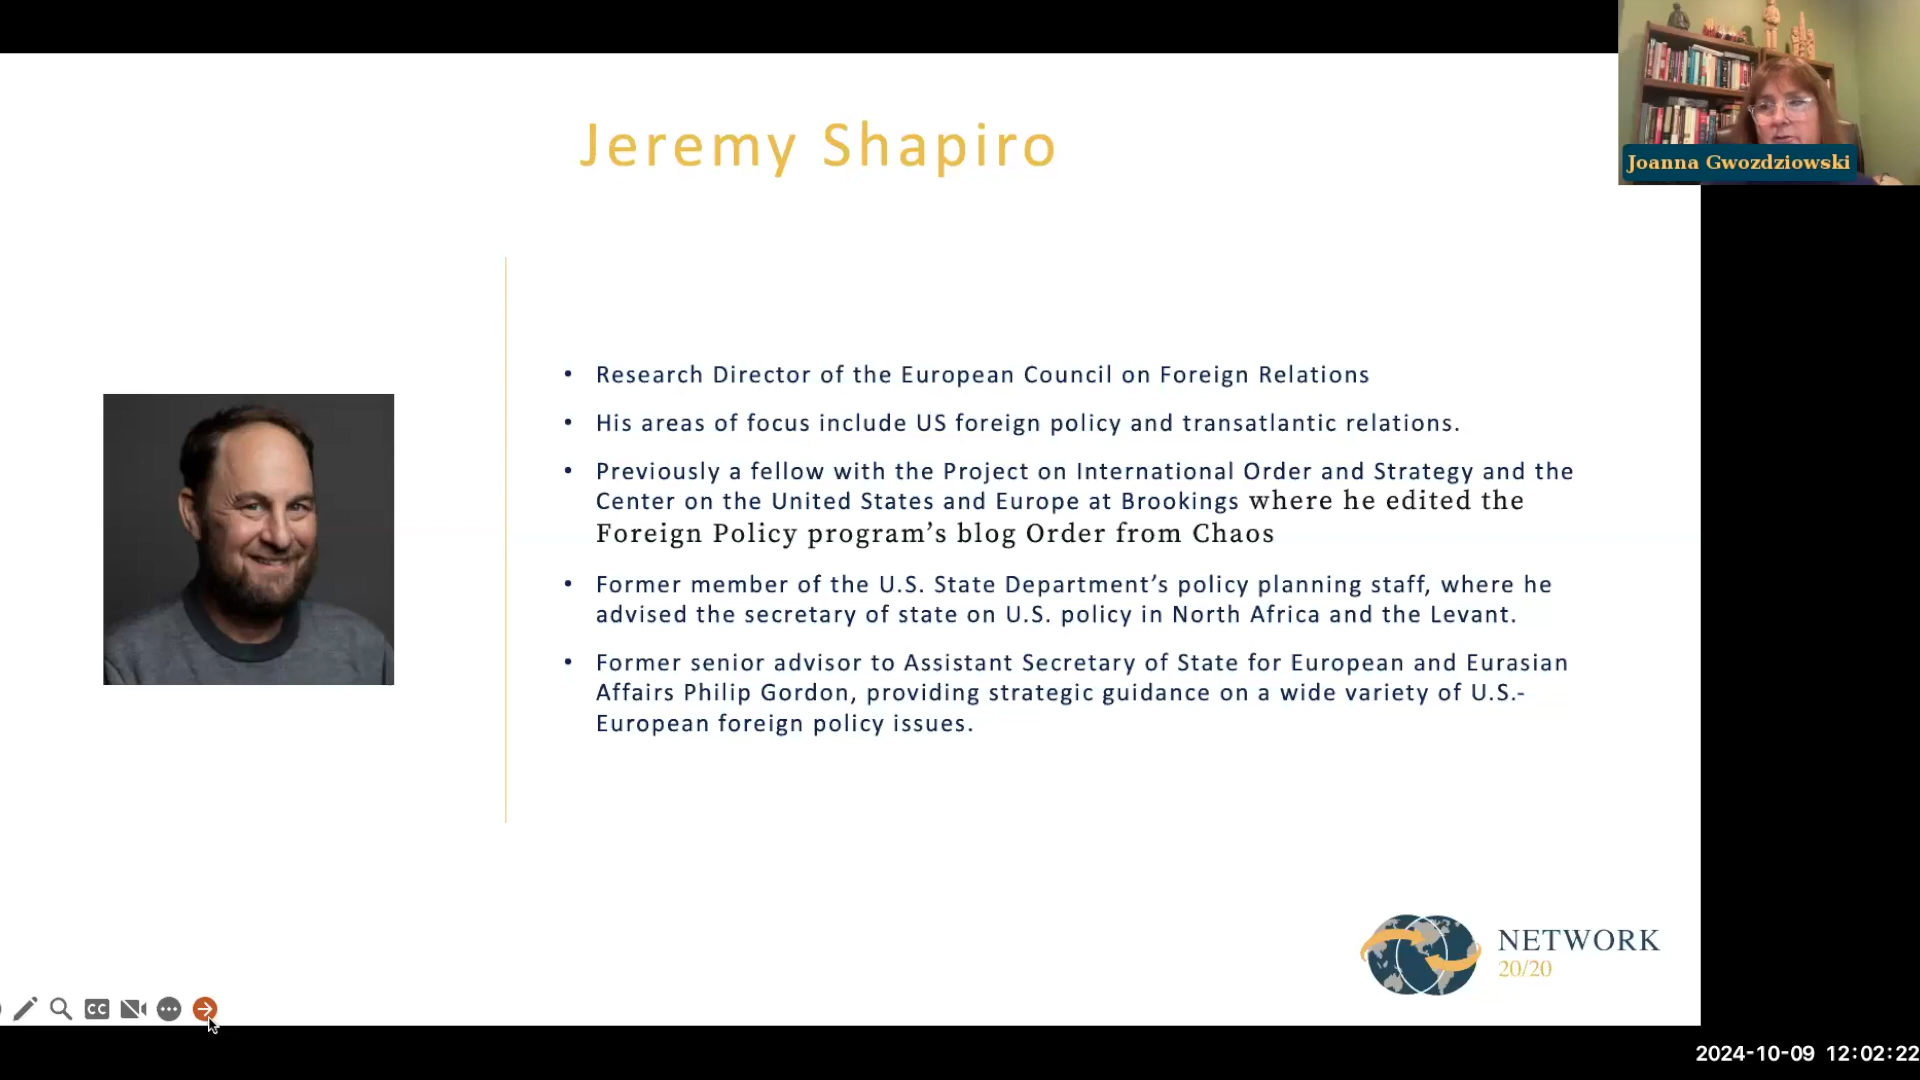 Jeremy Shapiro
Joanna Gwozdziowski
• Research Director of the European Council on Foreign Relations
• His areas of focus include US foreign policy and transatlantic relations.
• Previously a fellow with the Project on International Order and Strategy and the
Center on the United States and Europe at Brookings where he edited the
Foreign Policy program’s blog Order from Chaos
• Former member of the U.S. State Department’s policy planning staff, where he
advised the secretary of state on U.S. policy in North Africa and the Levant.
• Former senior advisor to Assistant Secretary of State for European and Eurasian
Affairs Philip Gordon, providing strategic guidance on a wide variety of U.S.-
European foreign policy issues.
NETWORK
20/20
CC
2024-10-09 12:02:22